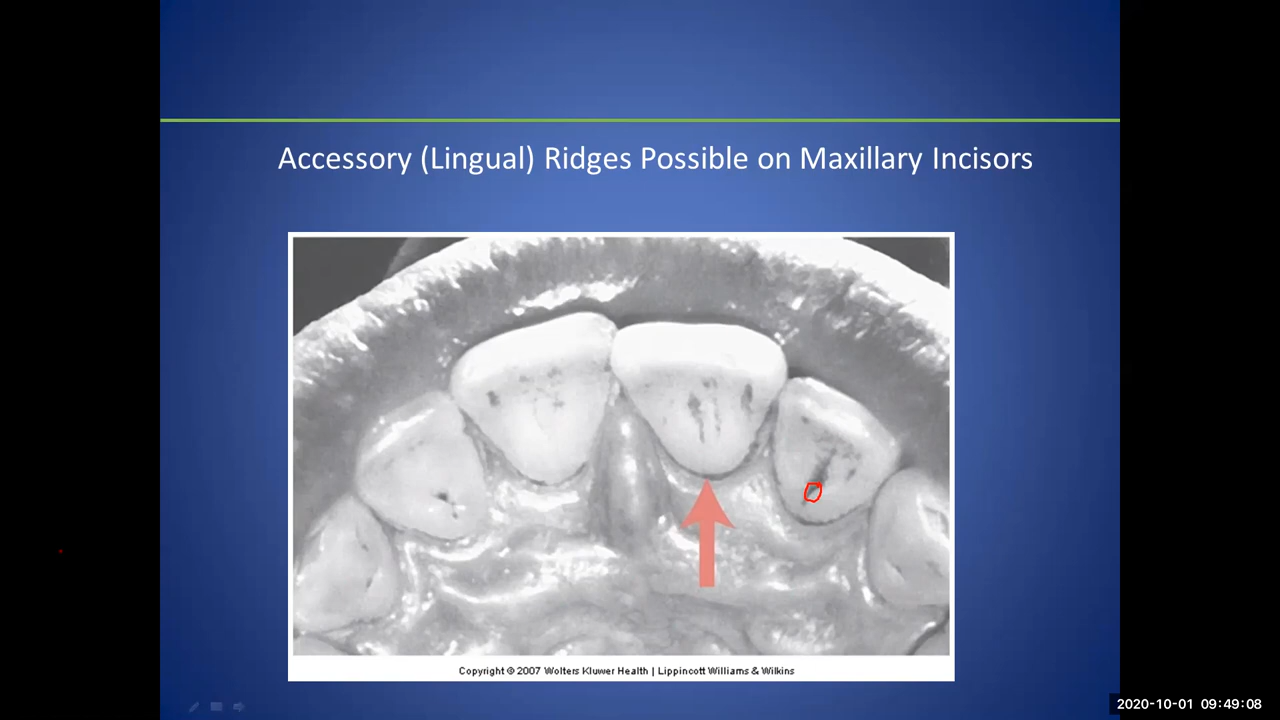 Accessory (Lingual) Ridges Possible on Maxillary Incisors
Copyright © 2007 Wolters Kluwer Health | Lippincott Williams & Wilkins
2020-10-01 09:49:08